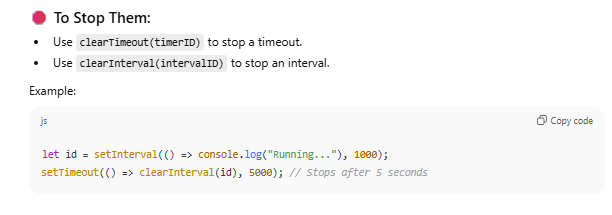 To Stop Them:
• Use clearTimeout(timerID) to stop a timeout.
• Use clearInterval(intervalID) to stop an interval.
Example:
js Copy code
let id = setInterval(() => console.log("Running..."), 1000);
setTimeout(() => clearInterval(id), 5000); // Stops after 5 seconds